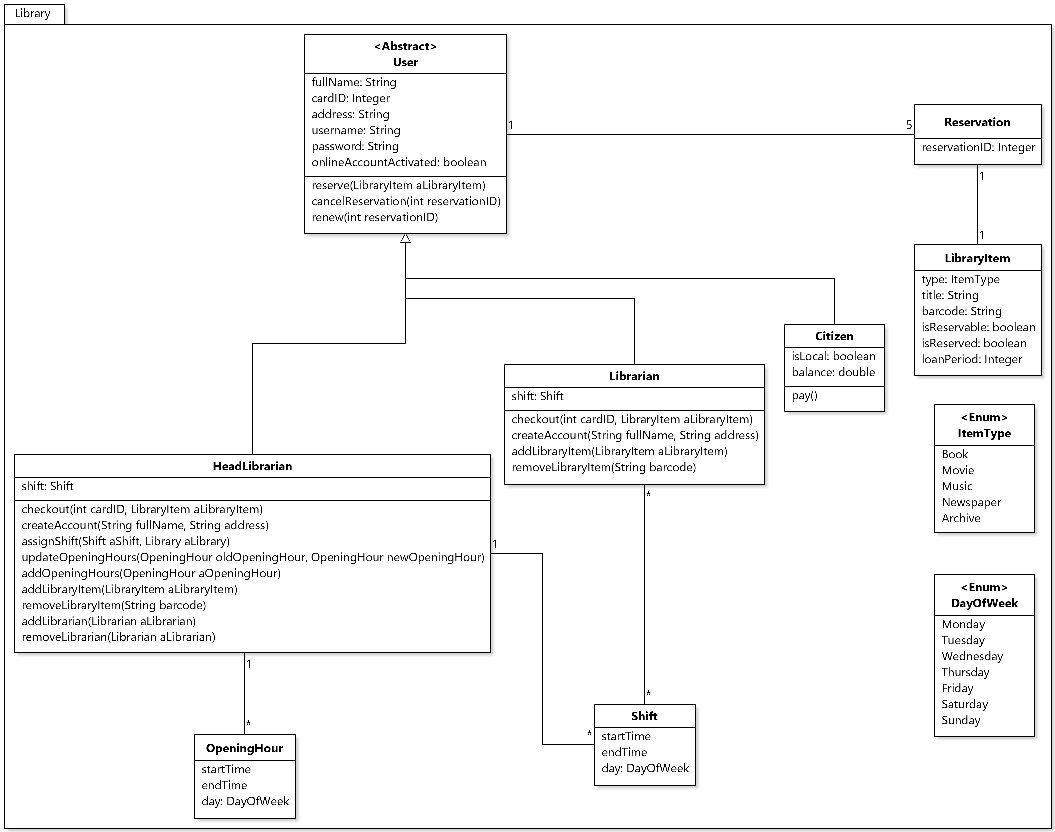 Library
<Abstract>
User
fullName: String
cardID: Integer
address: String
username: String
password: String
onlineAccountActivated: boolean
reserve(LibraryItem aLibraryItem)
cancelReservation(int reservationID)
renew(int reservationID)
1
5
Reservation
reservationID: Integer
1
1
LibraryItem
type: ItemType
title: String
barcode: String
isReservable: boolean
isReserved: boolean
loanPeriod: Integer
Citizen
isLocal: boolean
balance: double
pay()
Librarian
shift: Shift
checkout(int cardID, LibraryItem aLibraryItem)
createAccount(String fullName, String address)
addLibraryItem(LibraryItem aLibraryItem)
removeLibraryItem(String barcode)
*
*
<Enum>
ItemType
Book
Movie
Music
Newspaper
Archive
HeadLibrarian
shift: Shift
checkout(int cardID, LibraryItem aLibraryItem)
createAccount(String fullName, String address)
assignShift(Shift aShift, Library aLibrary)
updateOpeningHours(OpeningHour oldOpeningHour, OpeningHour newOpeningHour)
addOpeningHours(OpeningHour aOpeningHour)
addLibraryItem(LibraryItem aLibraryItem)
removeLibraryItem(String barcode)
addLibrarian(Librarian aLibrarian)
removeLibrarian(Librarian aLibrarian)
1
*
1
*
<Enum>
DayOfWeek
Monday
Tuesday
Wednesday
Thursday
Friday
Saturday
Sunday
Shift
startTime
endTime
day: DayOfWeek
OpeningHour
startTime
endTime
day: DayOfWeek